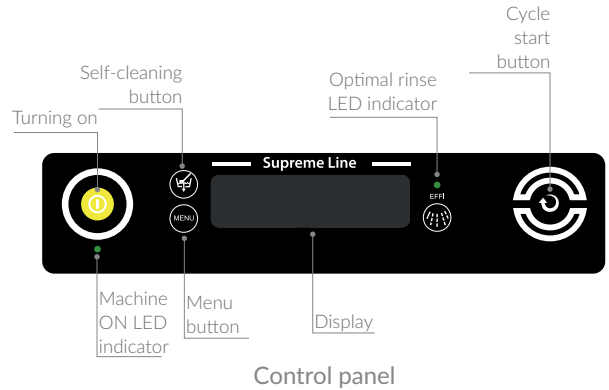 Cycle
start
button
Self-cleaning
button
Optimal rinse
LED indicator
Turning on
Supreme Line
EFFI
MENU
Machine
ON LED
indicator
Menu
button
Display
Control panel